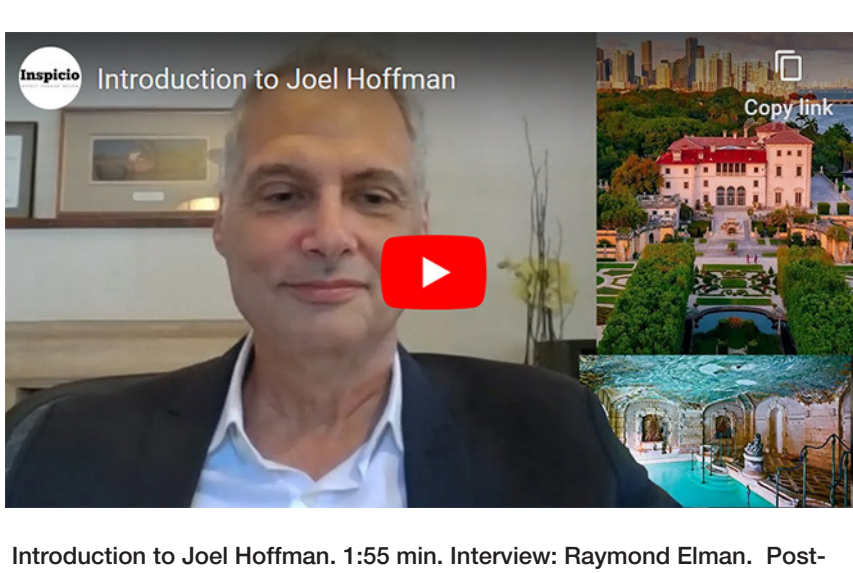 Inspicio
Introduction to Joel Hoffman
Copy link
Introduction to Joel Hoffman. 1:55 min. Interview: Raymond Elman. Post-